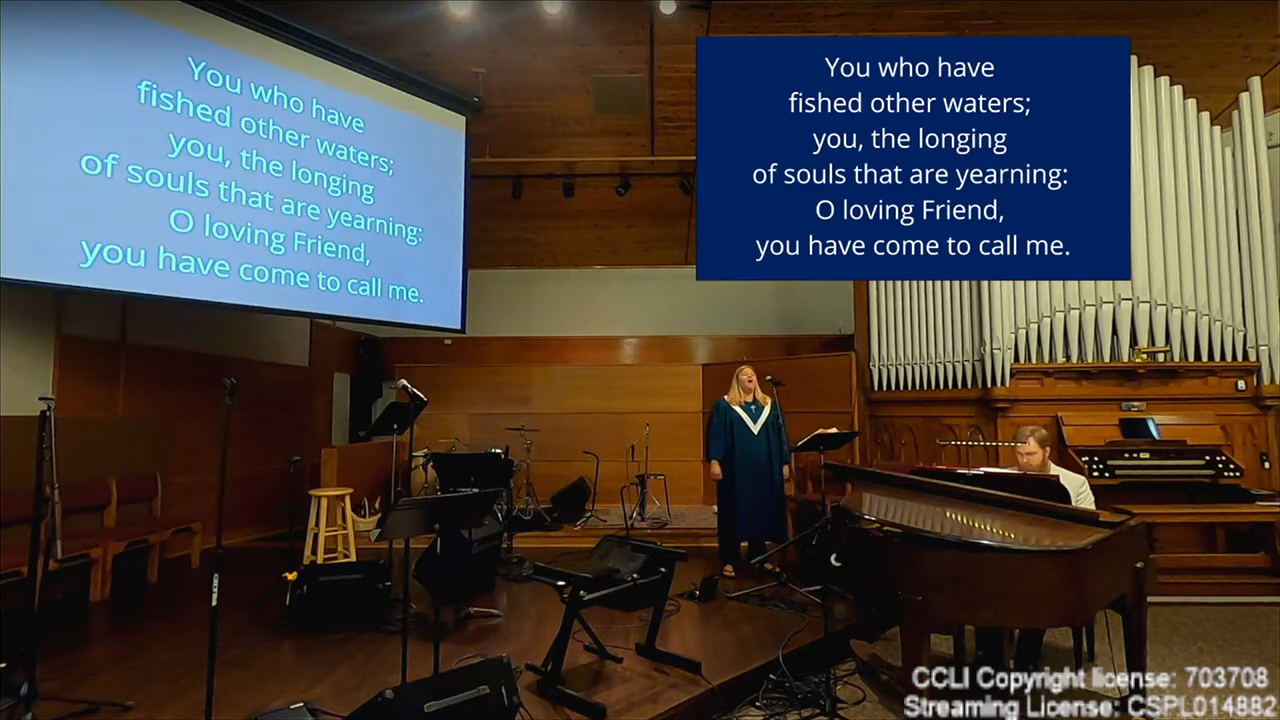 You who have
fished other waters;
you, the longing
of souls that are yearning:
O loving Friend,
you have come to call me.
You who have
fished other waters;
you, the longing
of souls that are yearning:
O loving Friend,
you have come to call me.
CCLI Copyright license: 703708
Streaming License: CSPL014882